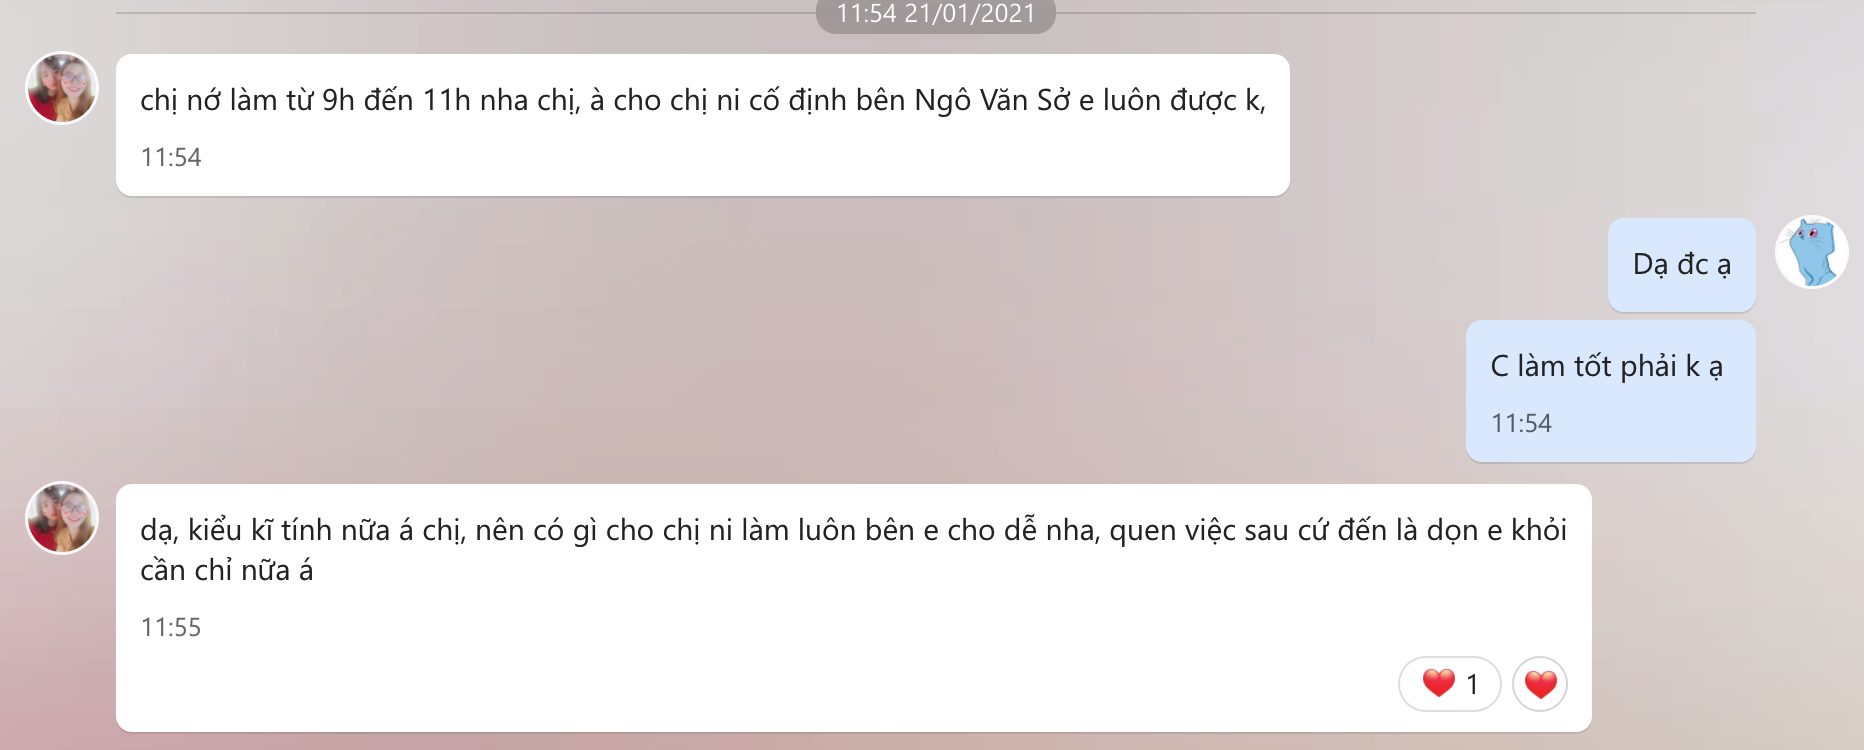 11:54 21/01/2021
chị nớ làm từ 9h đến 11h nha chị, à cho chị ni cố định bên Ngô Văn Sở e luôn được k,
11:54
Dạ đc ạ
C làm tốt phải k ạ
11:54
dạ, kiểu kĩ tính nữa á chị, nên có gì cho chị ni làm luôn bên e cho dễ nha, quen việc sau cứ đến là dọn e khỏi
cần chỉ nữa á
11:55
1